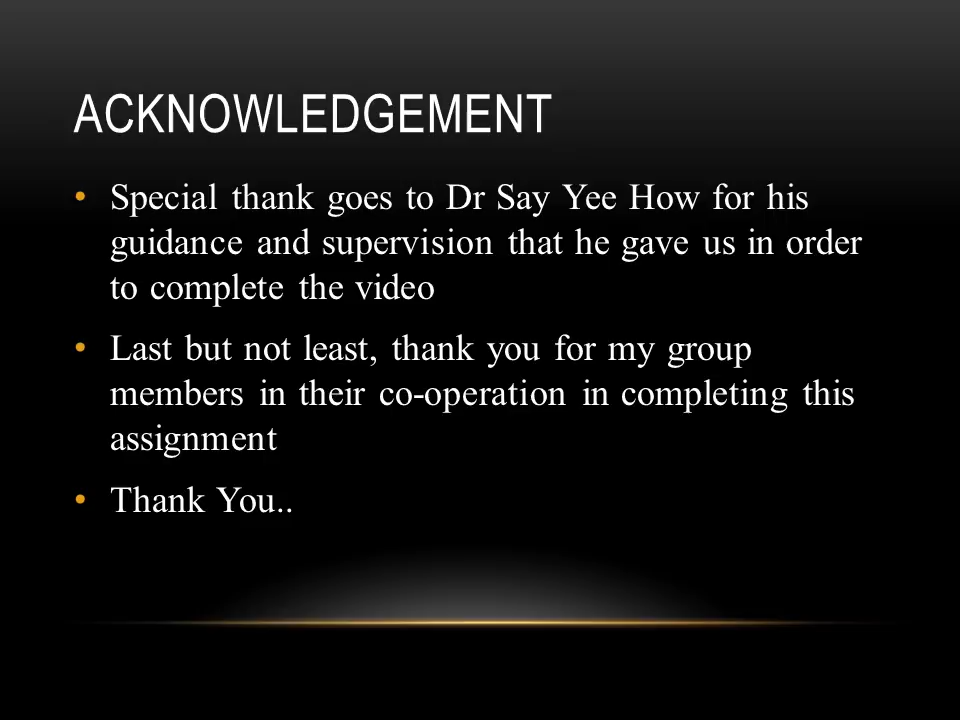 ACKNOWLEDGEMENT
• Special thank goes to Dr Say Yee How for his
guidance and supervision that he gave us in order
to complete the video
• Last but not least, thank you for my group
members in their co-operation in completing this
assignment
• Thank You..